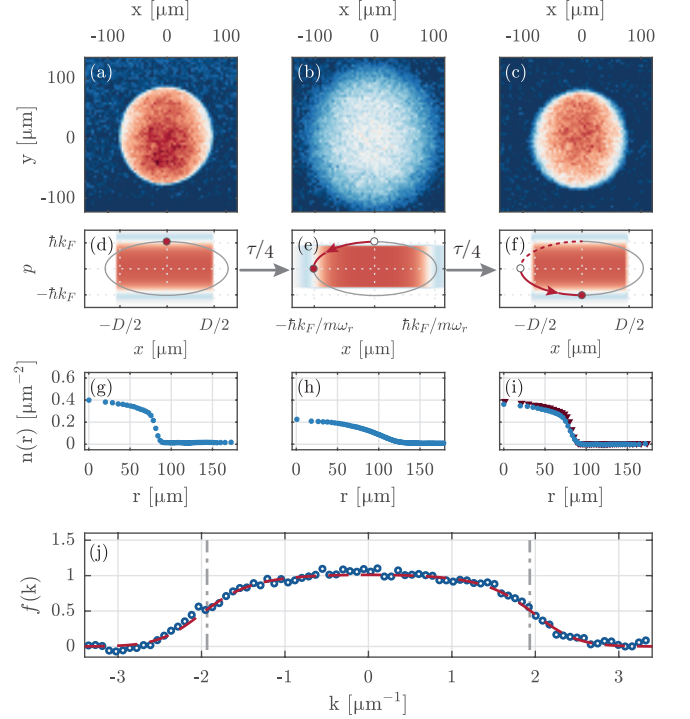 x [μm] x [μm] x [μm]
-100 0 100 -100 0 100 -100 0 100
(a) (b) (c)
y [μm]
100
0
-100
(d) τ/4 (e) τ/4 (f)
p
ħk_F
−ħk_F
−D/2 D/2 −ħk_F/mω_r ħk_F/mω_r −D/2 D/2
x [μm] x [μm] x [μm]
(g) (h) (i)
n(r) [μm⁻²]
0.6
0.4
0.2
0
0 50 100 150 0 50 100 150 0 50 100 150
r [μm] r [μm] r [μm]
(j)
f(k)
1.5
1
0.5
0
-3 -2 -1 0 1 2 3
k [μm⁻¹]